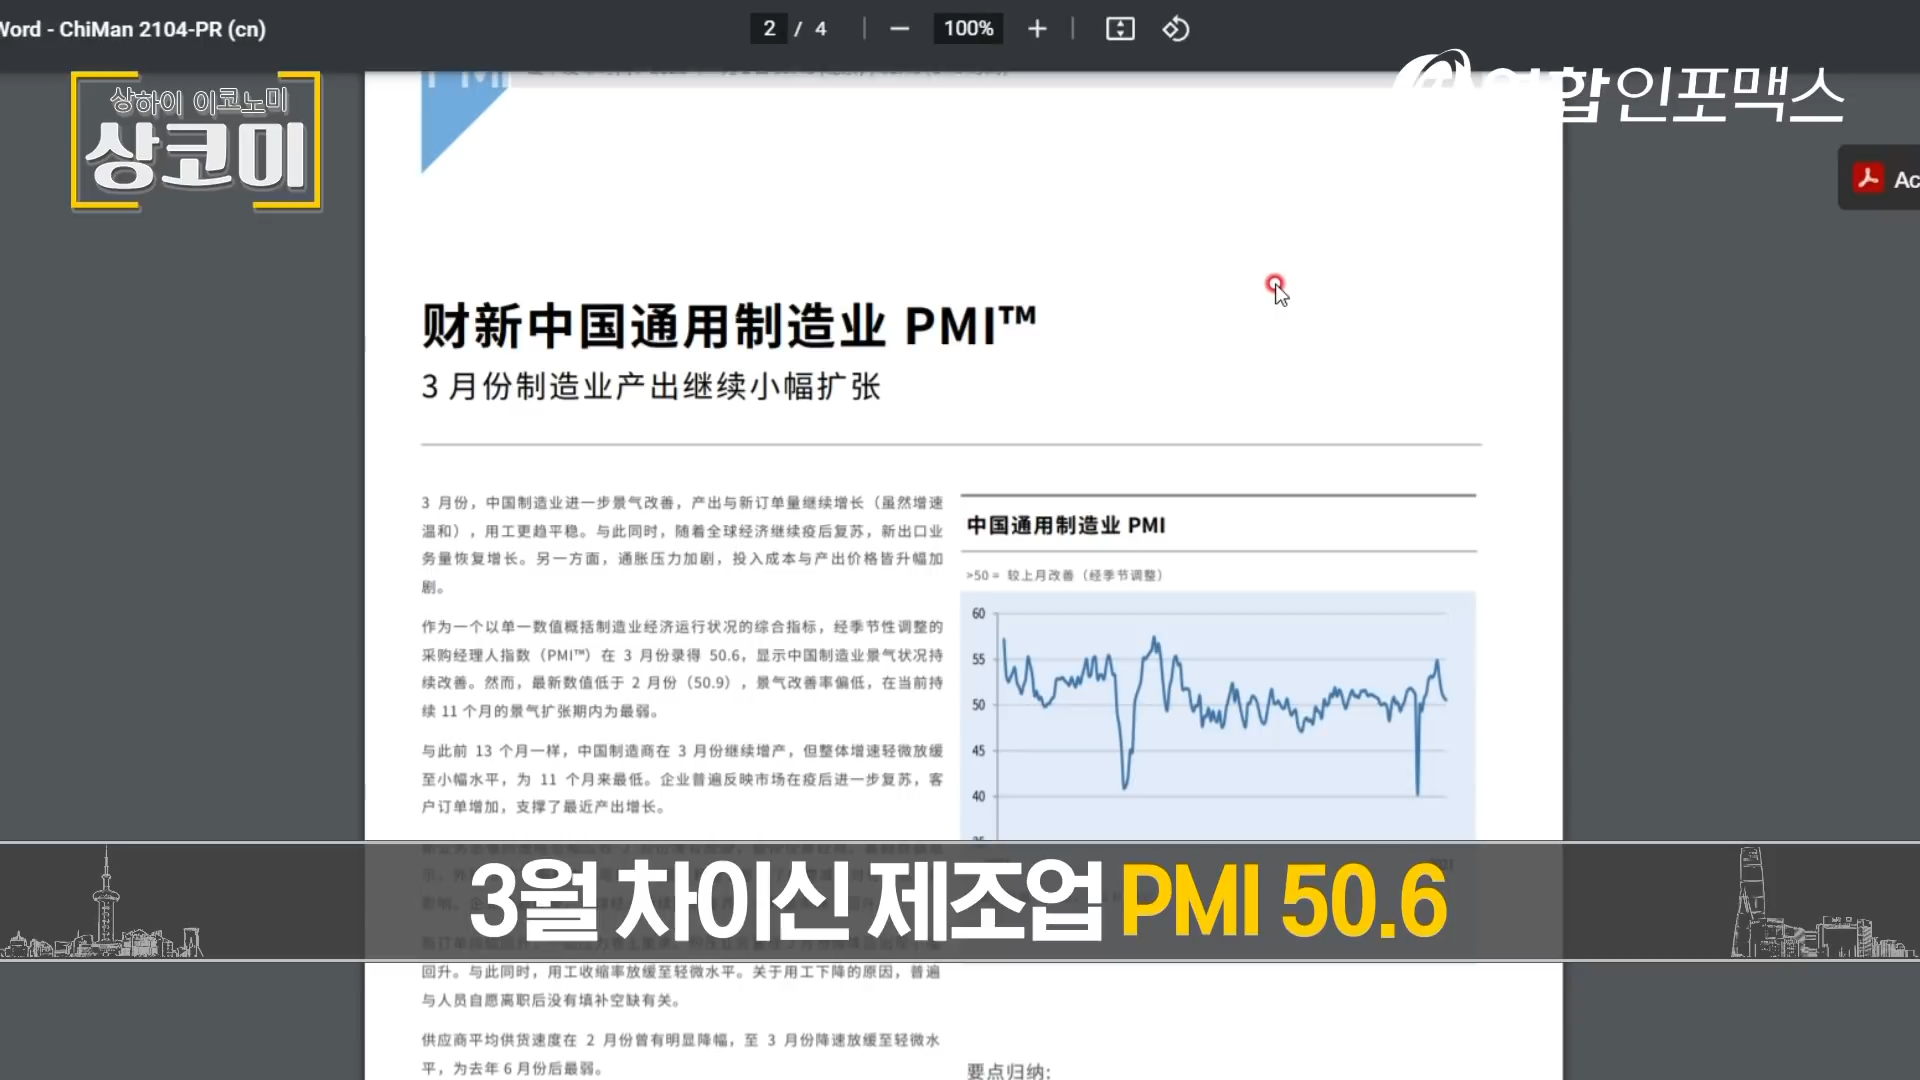 Word - ChiMan 2104-PR (cn)
2 / 4
100%
상하이 이코노미
상코미
연합인포맥스
财新中国通用制造业 PMI™
3 月份制造业产出继续小幅扩张
3 月份，中国制造业进一步景气改善，产出与新订单量继续增长（虽然增速
温和），用工更趋平稳。与此同时，随着全球经济继续疫后复苏，新出口业
务量恢复增长。另一方面，通胀压力加剧，投入成本与产出价格皆升幅加
剧。
作为一个以单一数值概括制造业经济运行状况的综合指标，经季节性调整的
采购经理人指数（PMI™）在 3 月份录得 50.6，显示中国制造业景气状况持
续改善。然而，最新数值低于 2 月份（50.9），景气改善率偏低，在当前持
续 11 个月的景气扩张期内为最弱。
与此前 13 个月一样，中国制造商在 3 月份继续增产，但整体增速轻微放缓
至小幅水平，为 11 个月来最低。企业普遍反映市场在疫后进一步复苏，客
户订单增加，支撑了最近产出增长。
中国通用制造业 PMI
>50 = 较上月改善（经季节调整）
60
55
50
45
40
3월 차이신 제조업 PMI 50.6
回升。与此同时，用工收缩率放缓至轻微水平。关于用工下降的原因，普遍
与人员自愿离职后没有填补空缺有关。
供应商平均供货速度在 2 月份曾有明显降幅，至 3 月份降速放缓至轻微水
平，为去年 6 月份后最弱。
要点归纳: